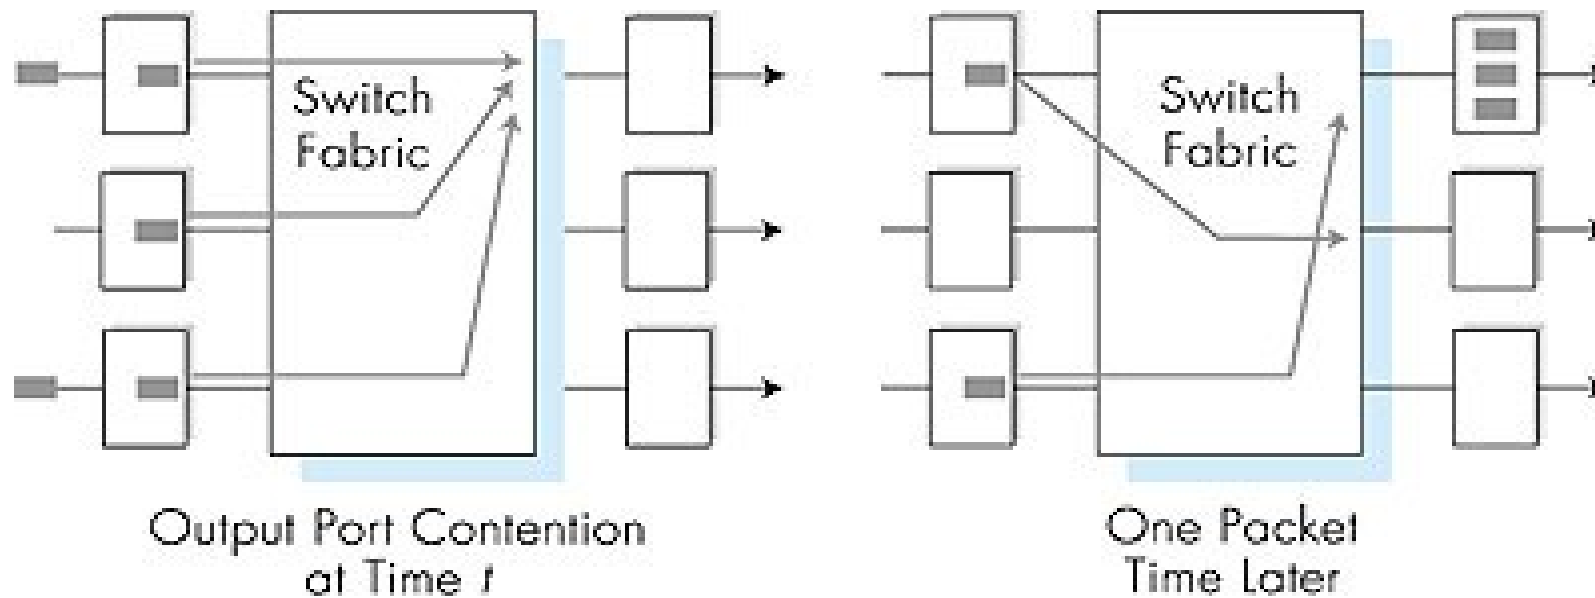 Switch
Fabric
Output Port Contention
at Time t
Switch
Fabric
One Packet
Time Later